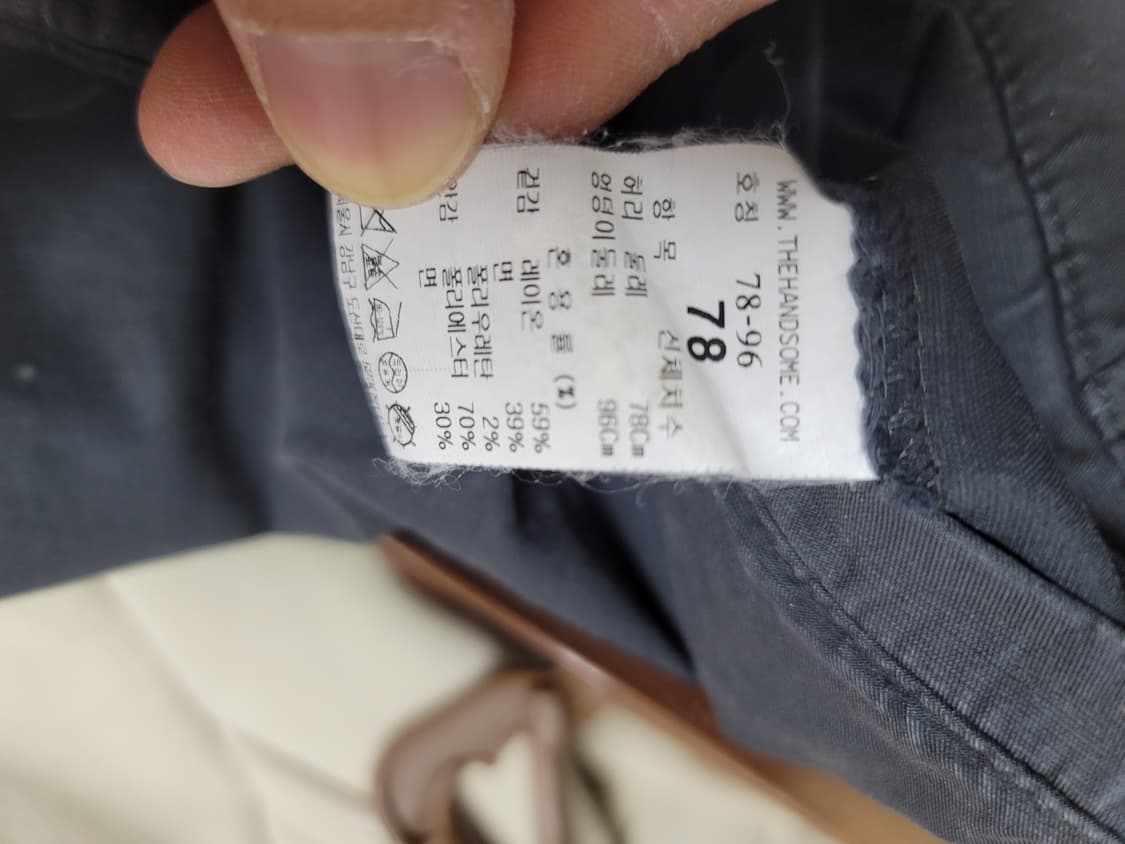 WWW.THEHANDSOME.COM
호칭 78-96
78
항 목 신체치수
허리 둘레 78Cm
엉덩이둘레 96Cm
혼 용 률 (%)
겉감 레이온 59%
면 39%
폴리우레탄 2%
안감 폴리에스터 70%
면 30%